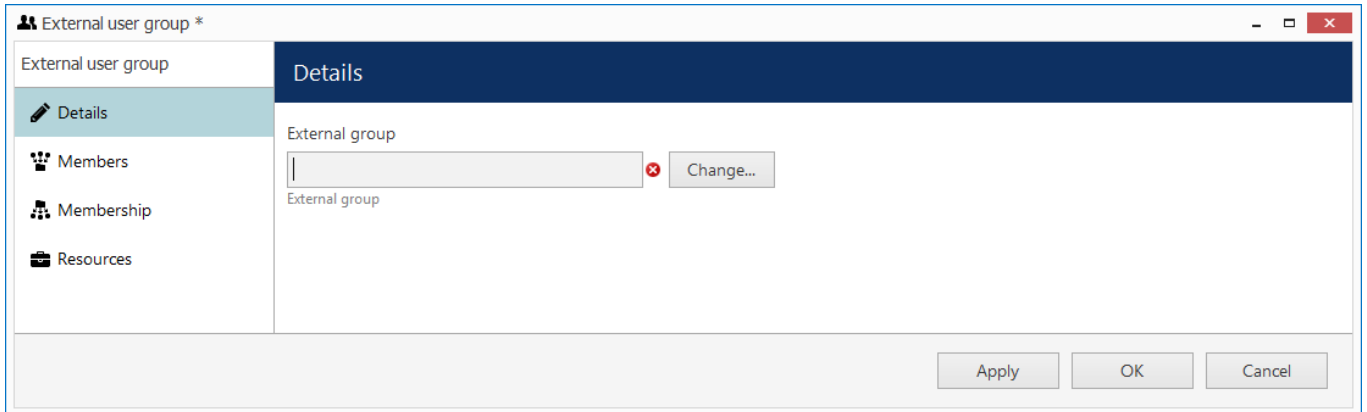 External user group *
External user group
Details
Members
Membership
Resources
Details
External group
Change...
External group
Apply
OK
Cancel